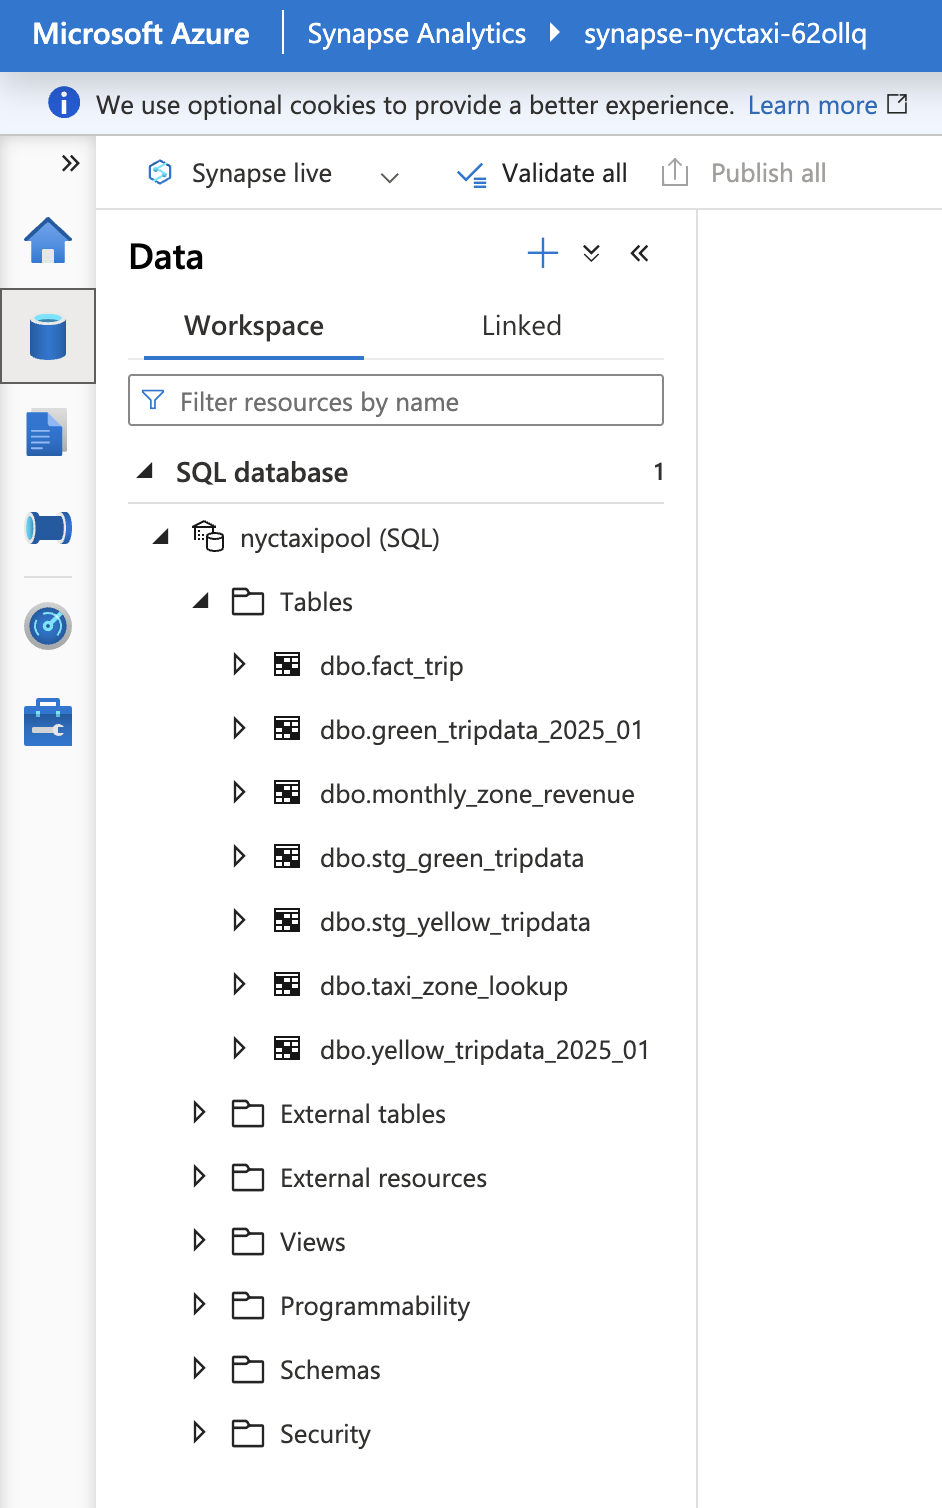 Microsoft Azure Synapse Analytics synapse-nyctaxi-62ollq
We use optional cookies to provide a better experience. Learn more
Synapse live Validate all Publish all
Data
Workspace Linked
Filter resources by name
SQL database 1
nyctaxipool (SQL)
Tables
dbo.fact_trip
dbo.green_tripdata_2025_01
dbo.monthly_zone_revenue
dbo.stg_green_tripdata
dbo.stg_yellow_tripdata
dbo.taxi_zone_lookup
dbo.yellow_tripdata_2025_01
External tables
External resources
Views
Programmability
Schemas
Security